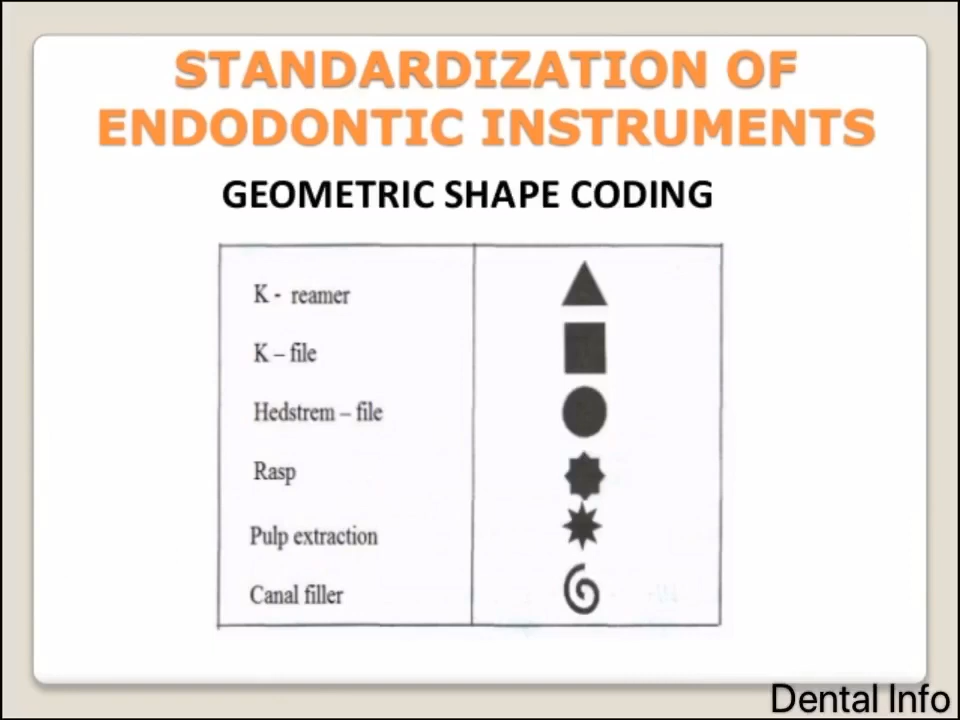 STANDARDIZATION OF
ENDODONTIC INSTRUMENTS
GEOMETRIC SHAPE CODING
K - reamer
K – file
Hedstrem – file
Rasp
Pulp extraction
Canal filler
Dental Info